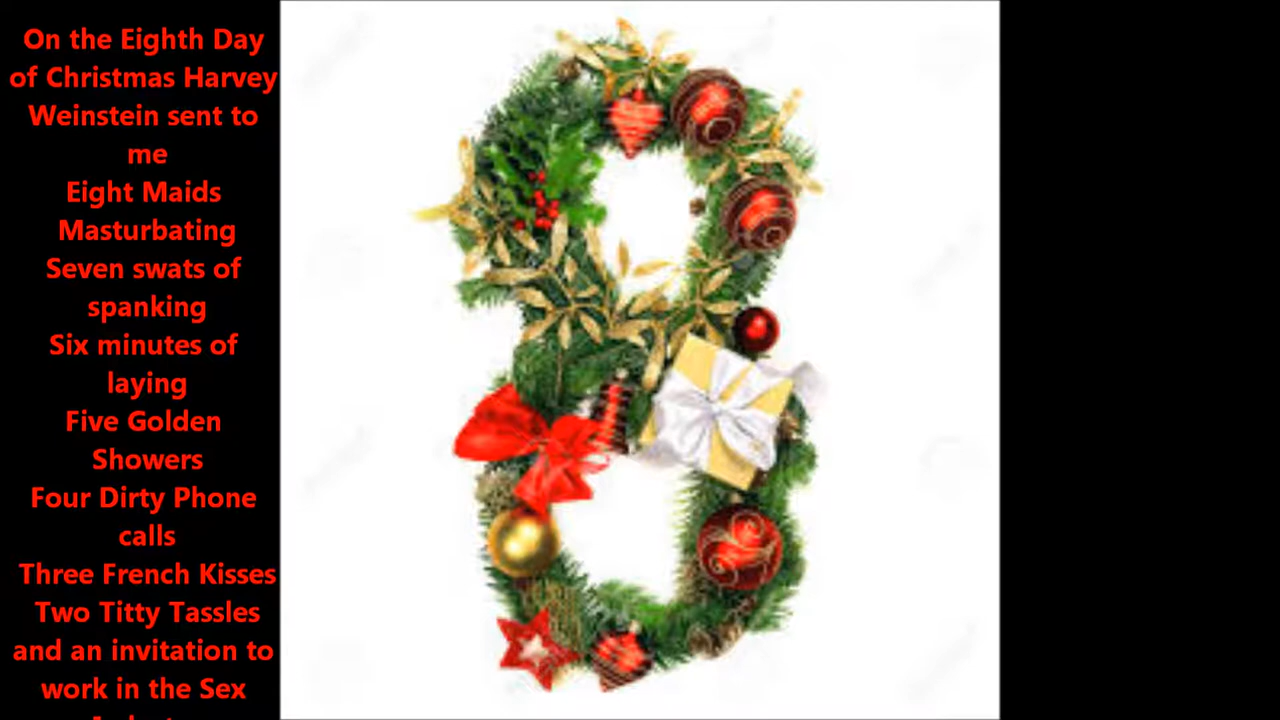 On the Eighth Day
of Christmas Harvey
Weinstein sent to
me
Eight Maids
Masturbating
Seven swats of
spanking
Six minutes of
laying
Five Golden
Showers
Four Dirty Phone
calls
Three French Kisses
Two Titty Tassles
and an invitation to
work in the Sex